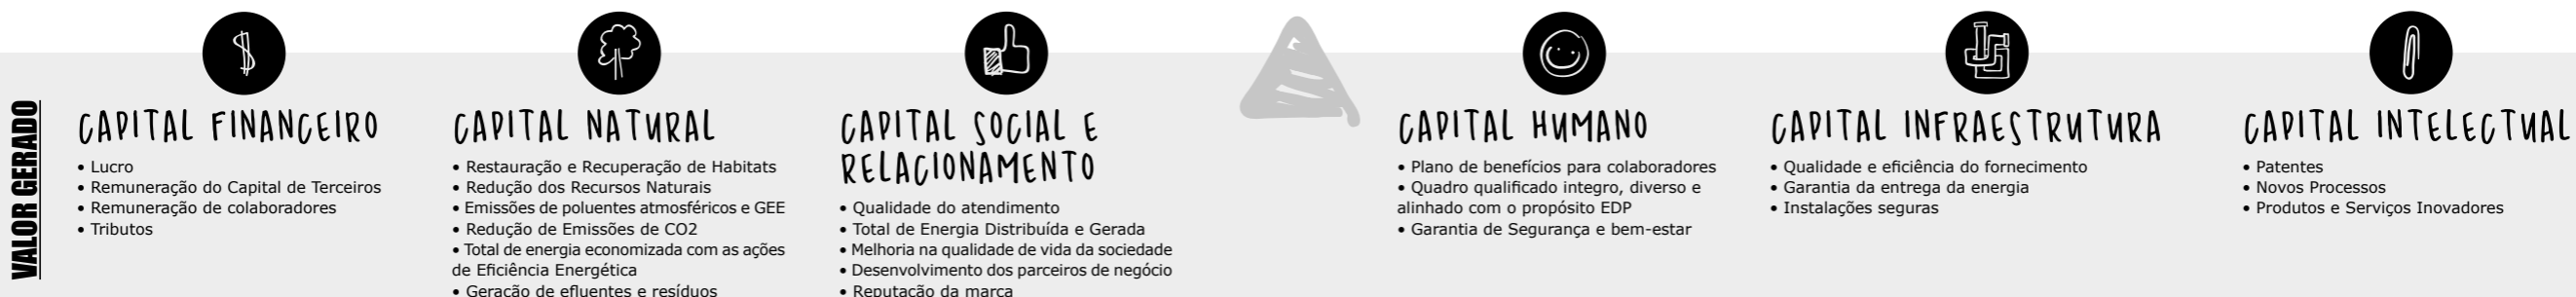 VALOR GERADO
CAPITAL FINANCEIRO
• Lucro
• Remuneração do Capital de Terceiros
• Remuneração de colaboradores
• Tributos
CAPITAL NATURAL
• Restauração e Recuperação de Habitats
• Redução dos Recursos Naturais
• Emissões de poluentes atmosféricos e GEE
• Redução de Emissões de CO2
• Total de energia economizada com as ações
de Eficiência Energética
• Geração de efluentes e resíduos
CAPITAL SOCIAL E
RELACIONAMENTO
• Qualidade do atendimento
• Total de Energia Distribuída e Gerada
• Melhoria na qualidade de vida da sociedade
• Desenvolvimento dos parceiros de negócio
• Reputação da marca
CAPITAL HUMANO
• Plano de benefícios para colaboradores
• Quadro qualificado integro, diverso e
alinhado com o propósito EDP
• Garantia de Segurança e bem-estar
CAPITAL INFRAESTRUTURA
• Qualidade e eficiência do fornecimento
• Garantia da entrega da energia
• Instalações seguras
CAPITAL INTELECTUAL
• Patentes
• Novos Processos
• Produtos e Serviços Inovadores